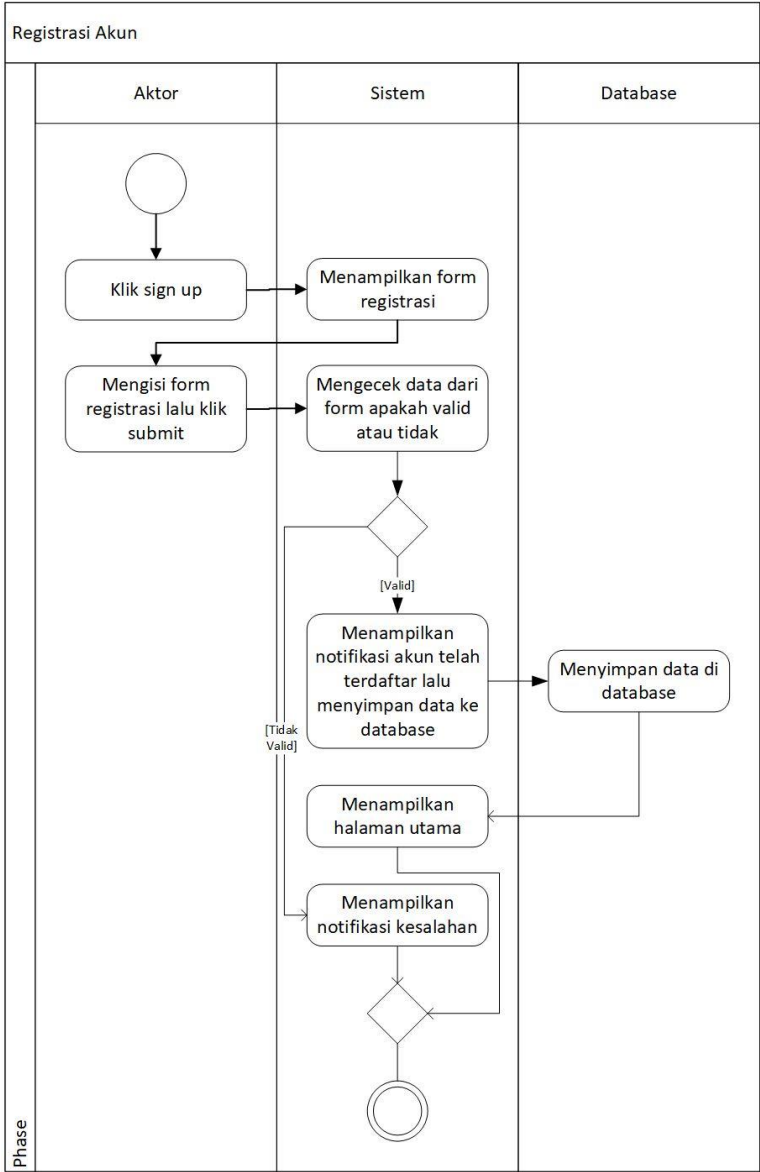 Registrasi Akun
Aktor
Sistem
Database
Klik sign up
Menampilkan form
registrasi
Mengisi form
registrasi lalu klik
submit
Mengecek data dari
form apakah valid
atau tidak
[Valid]
Menampilkan
notifikasi akun telah
terdaftar lalu
menyimpan data ke
database
Menyimpan data di
database
[Tidak
Valid]
Menampilkan
halaman utama
Menampilkan
notifikasi kesalahan
Phase